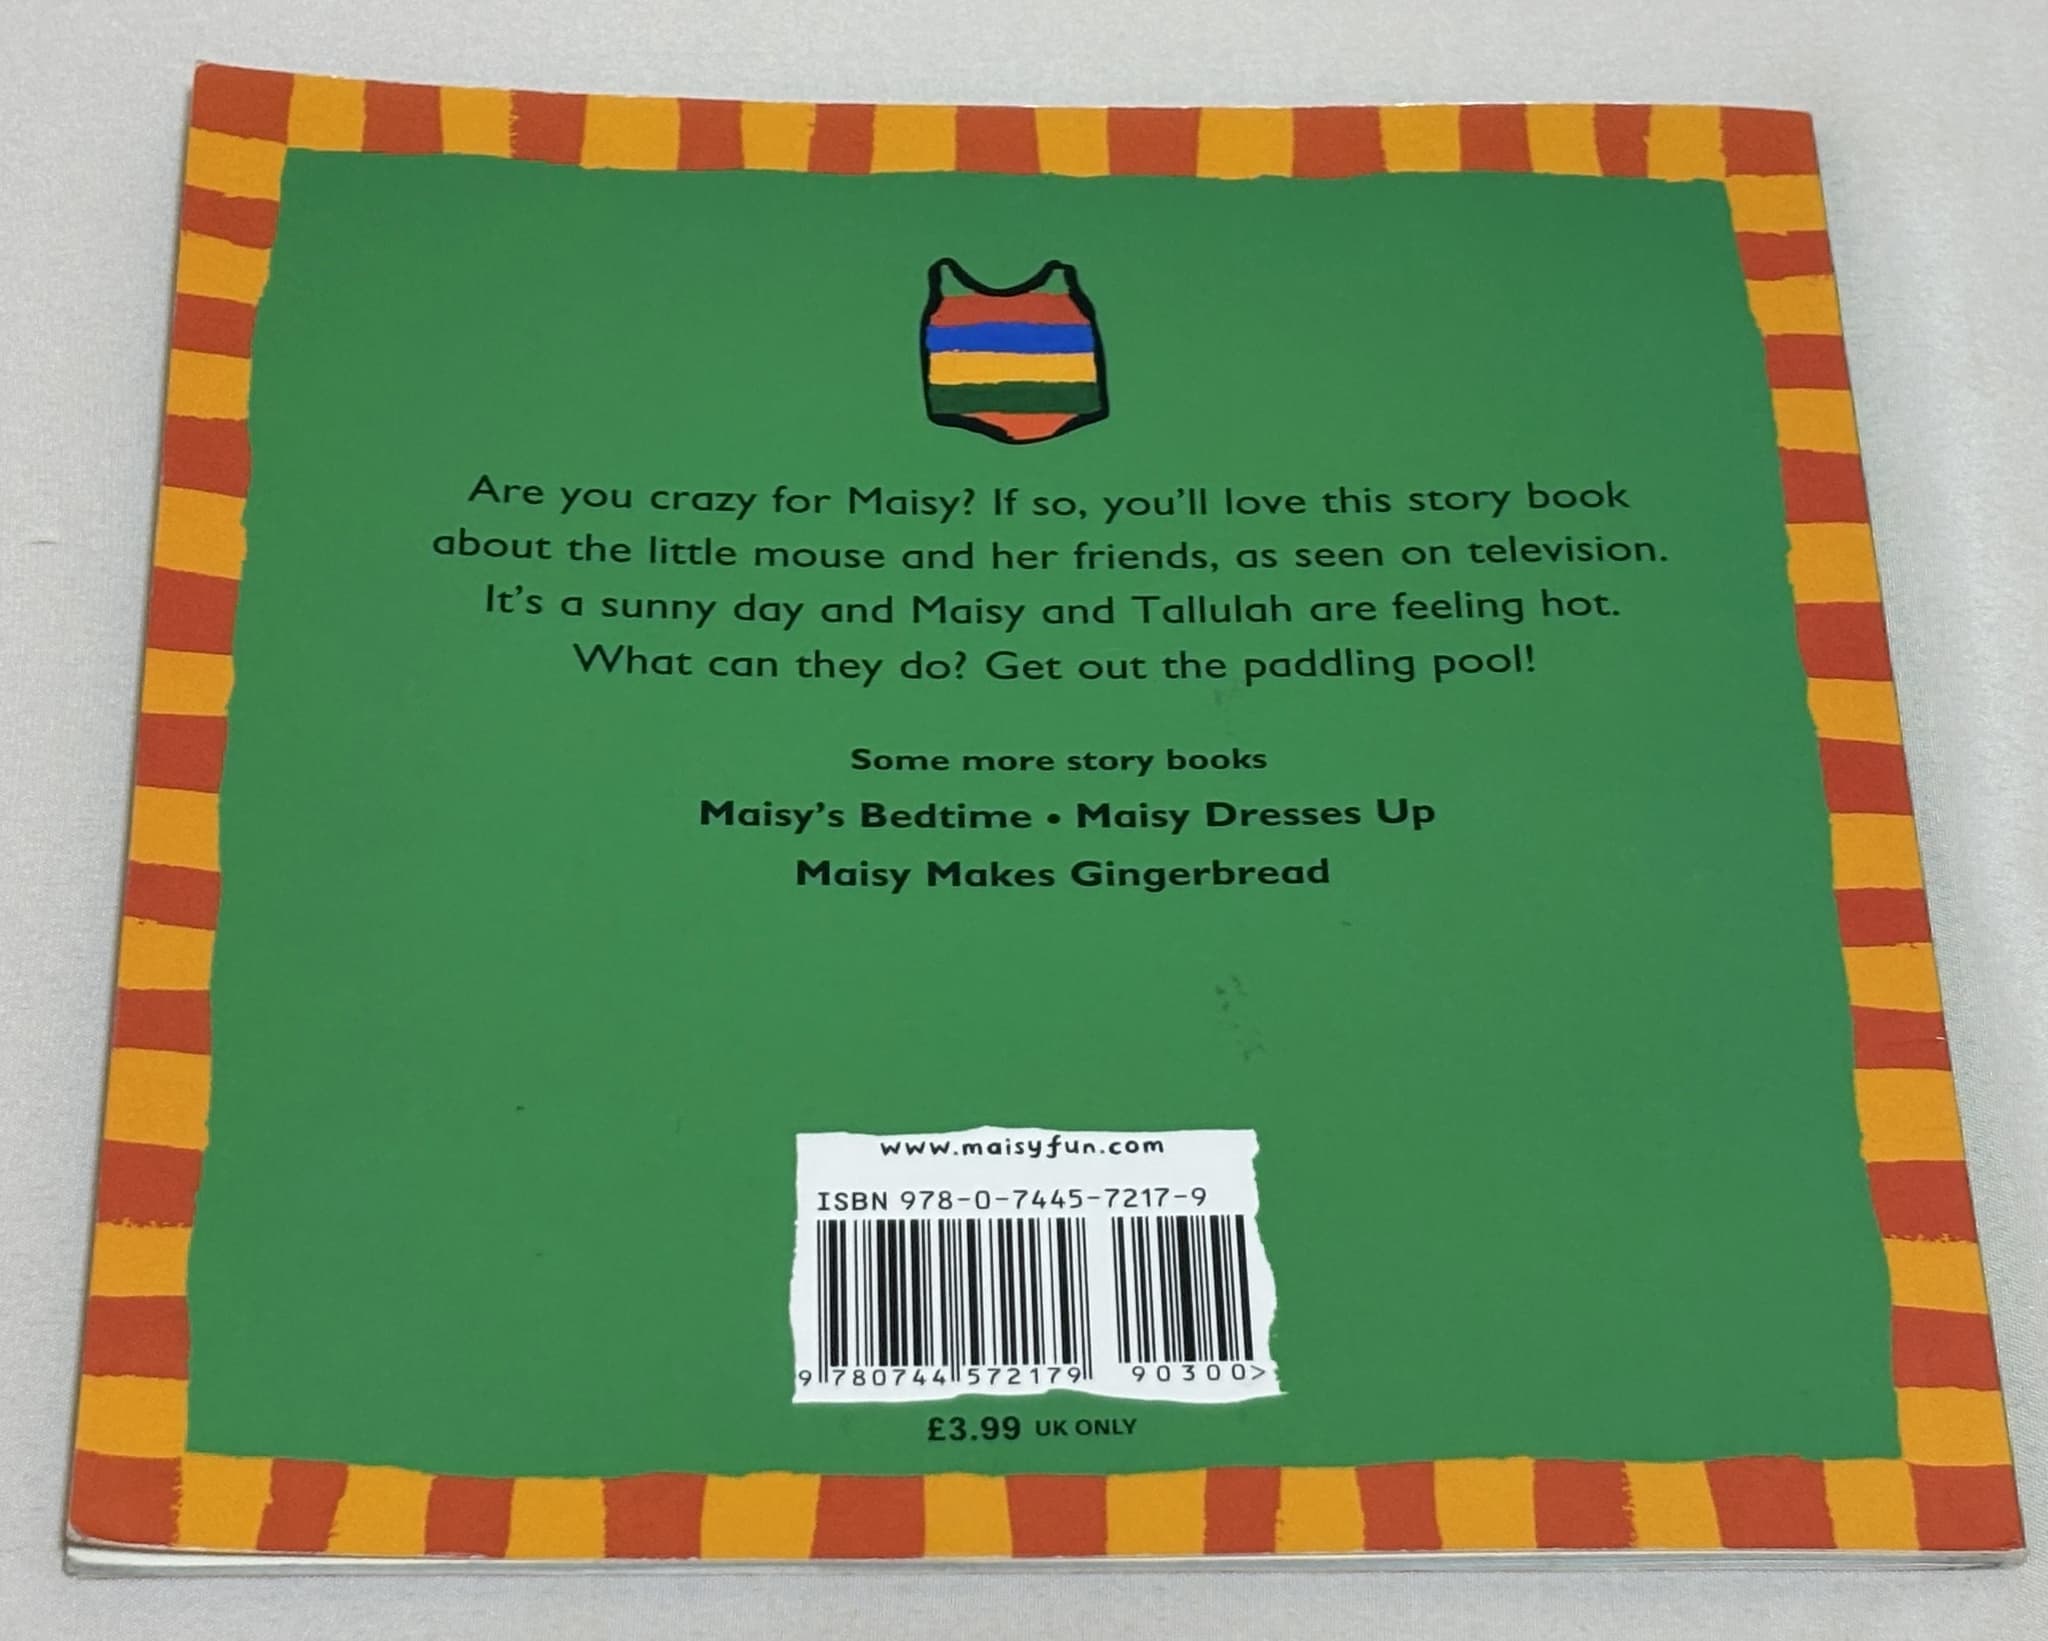 Are you crazy for Maisy? If so, you'll love this story book
about the little mouse and her friends, as seen on television.
It's a sunny day and Maisy and Tallulah are feeling hot.
What can they do? Get out the paddling pool!
Some more story books
Maisy's Bedtime • Maisy Dresses Up
Maisy Makes Gingerbread
www.maisyfun.com
ISBN 978-0-7445-7217-9
9 780744 572179 90300>
£3.99 UK ONLY